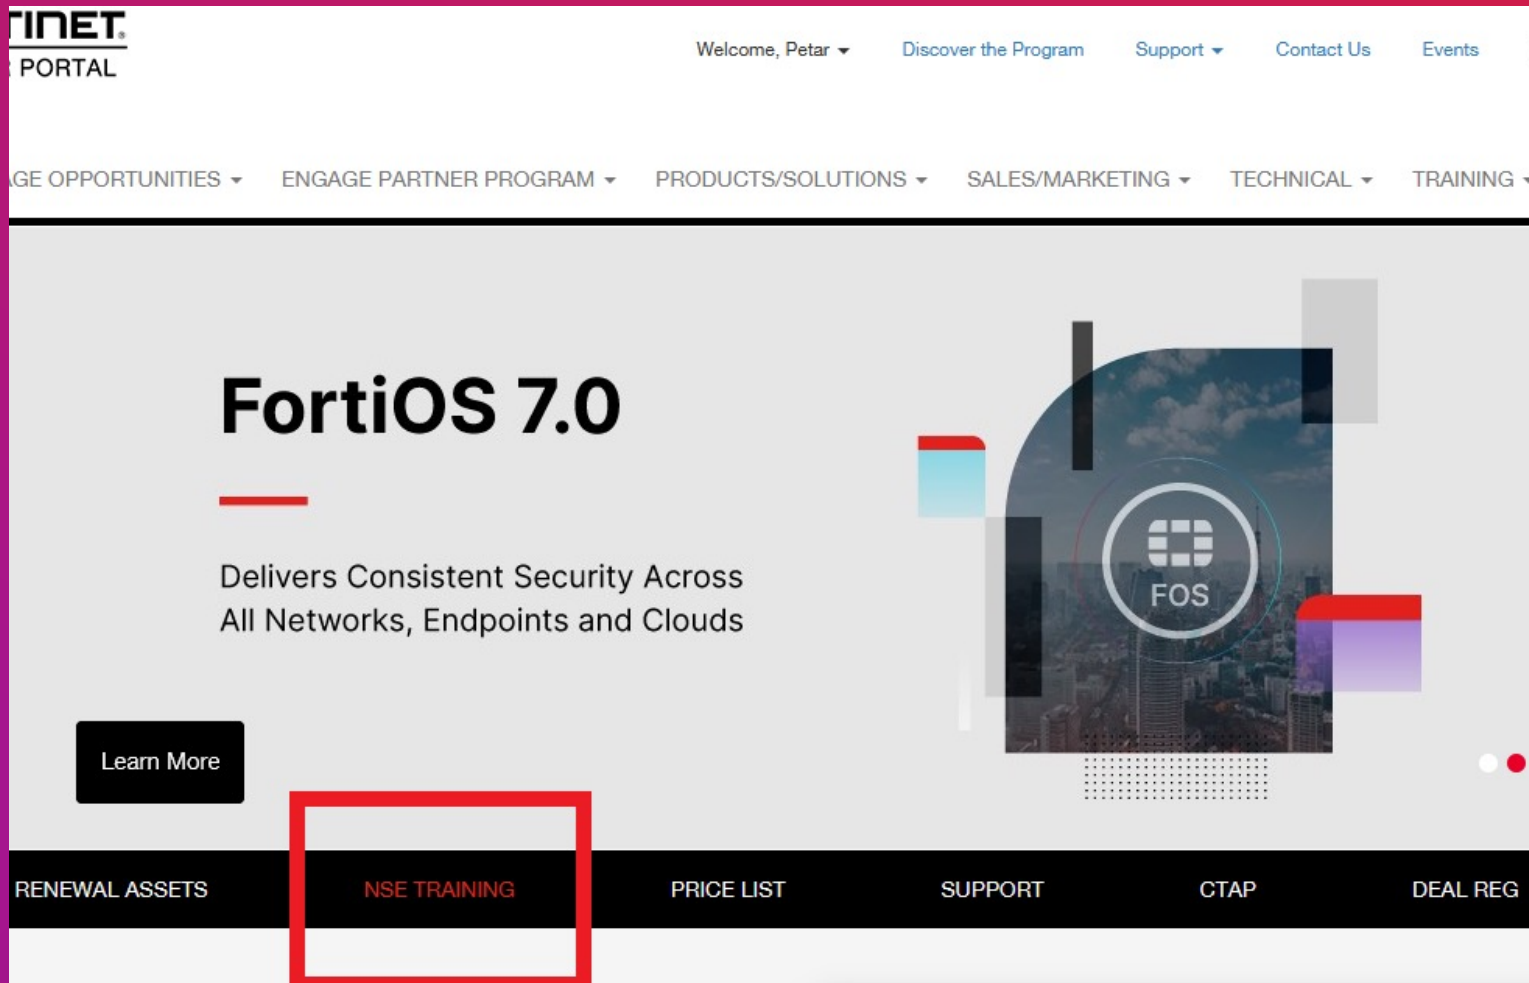 TINET.
PORTAL
Welcome, Petar
Discover the Program
Support
Contact Us
Events
OPPORTUNITIES
ENGAGE PARTNER PROGRAM
PRODUCTS/SOLUTIONS
SALES/MARKETING
TECHNICAL
TRAINING
FortiOS 7.0
Delivers Consistent Security Across
All Networks, Endpoints and Clouds
FOS
Learn More
RENEWAL ASSETS
NSE TRAINING
PRICE LIST
SUPPORT
CTAP
DEAL REG